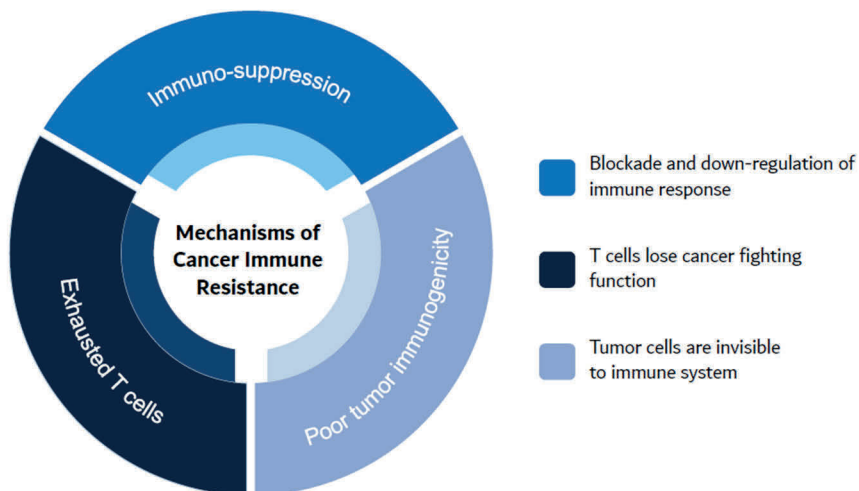 Immuno-suppression
Mechanisms of
Cancer Immune
Resistance
Exhausted T cells
Poor tumor immunogenicity
Blockade and down-regulation of
immune response
T cells lose cancer fighting
function
Tumor cells are invisible
to immune system